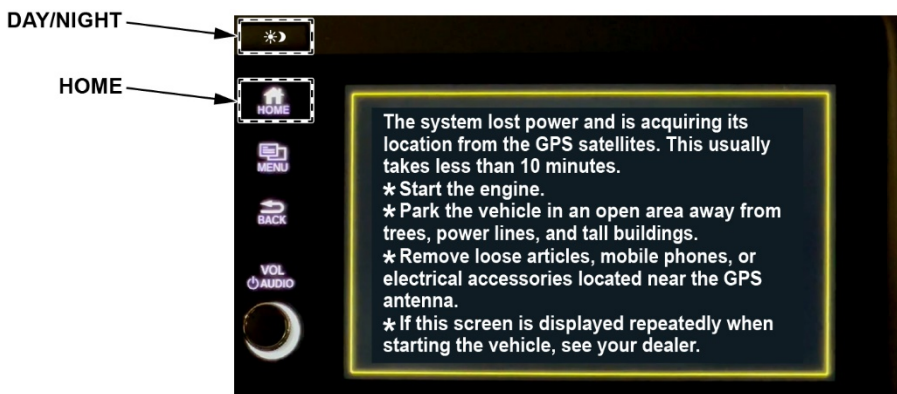 DAY/NIGHT
HOME
HOME
MENU
BACK
VOL
AUDIO
The system lost power and is acquiring its
location from the GPS satellites. This usually
takes less than 10 minutes.
* Start the engine.
* Park the vehicle in an open area away from
trees, power lines, and tall buildings.
* Remove loose articles, mobile phones, or
electrical accessories located near the GPS
antenna.
* If this screen is displayed repeatedly when
starting the vehicle, see your dealer.